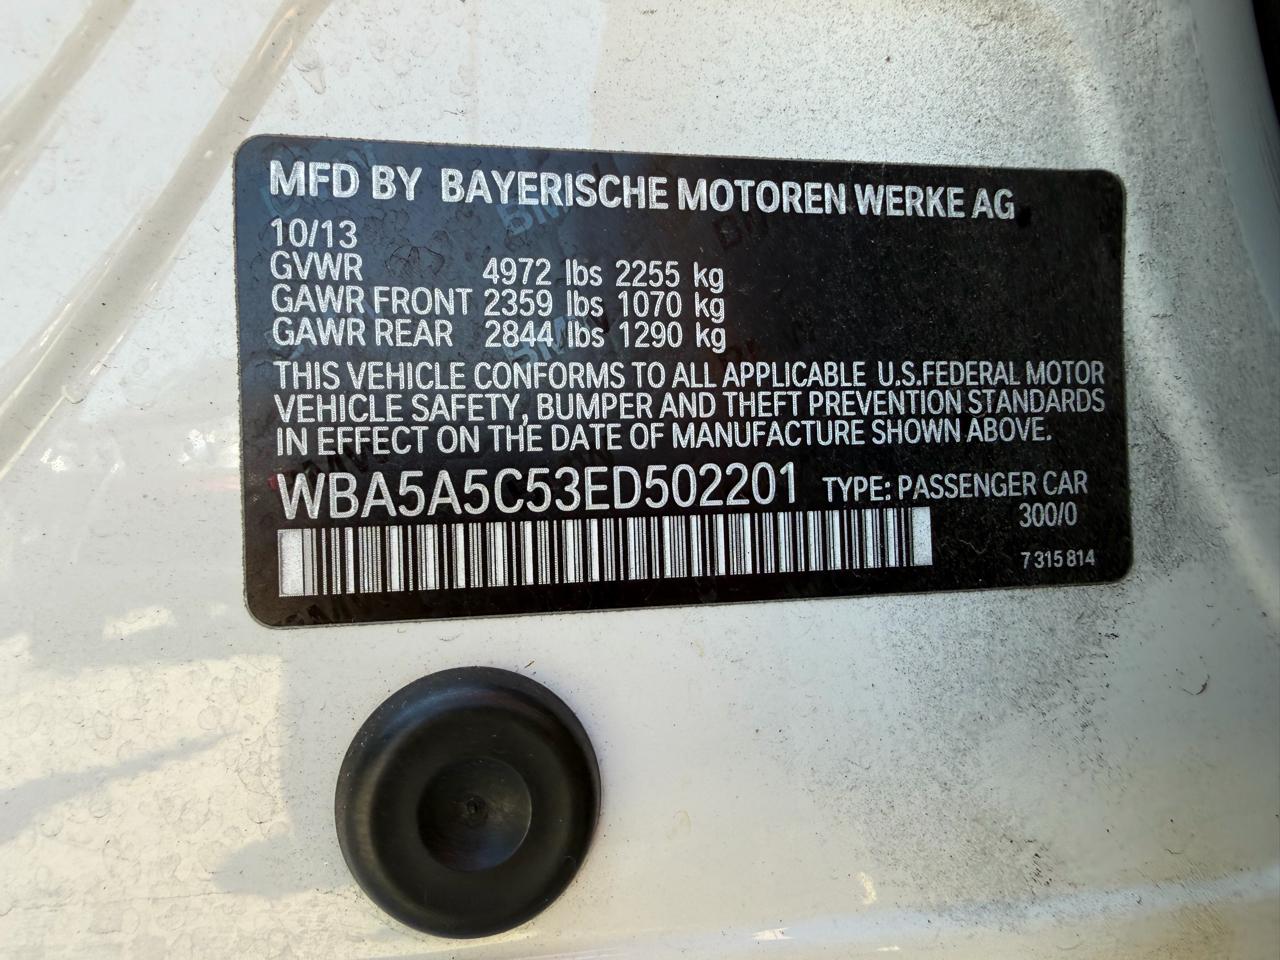 MFD BY BAYERISCHE MOTOREN WERKE AG
10/13
GVWR 4972 lbs 2255 kg
GAWR FRONT 2359 lbs 1070 kg
GAWR REAR 2844 lbs 1290 kg
THIS VEHICLE CONFORMS TO ALL APPLICABLE U.S.FEDERAL MOTOR
VEHICLE SAFETY, BUMPER AND THEFT PREVENTION STANDARDS
IN EFFECT ON THE DATE OF MANUFACTURE SHOWN ABOVE.
WBA5A5C53ED502201 TYPE: PASSENGER CAR
300/0
7 315 814